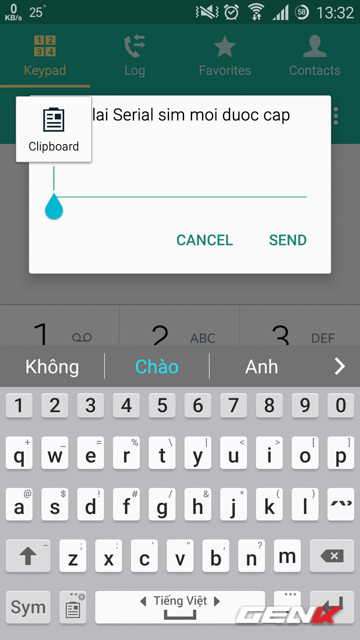 0 KB/s 25° 58 13:32
Keypad Log Favorites Contacts
lai Serial sim moi duoc cap
Clipboard
CANCEL SEND
1 2 ABC 3 DEF
Không Chào Anh
1 2 3 4 5 6 7 8 9 0
q w e r t y u i o p
a s d f g h j k l
z x c v b n m
Sym Tiếng Việt
GENK